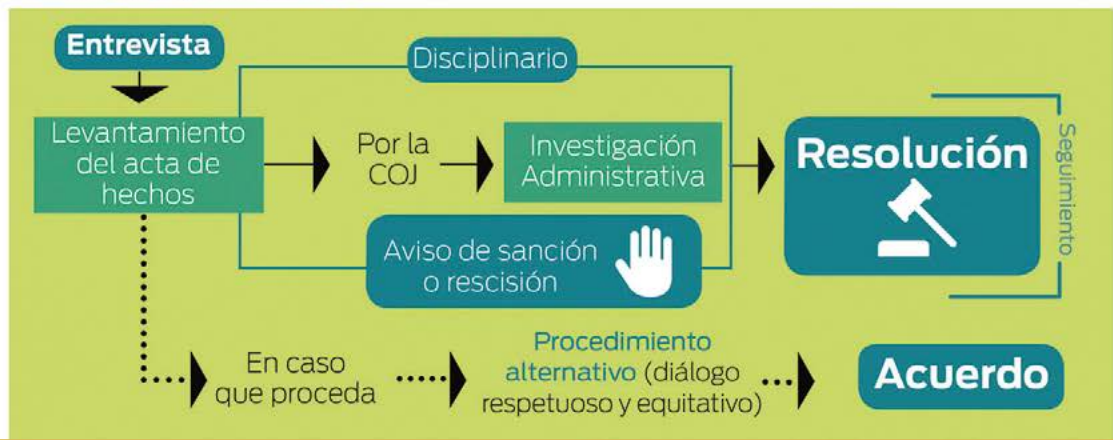 Entrevista
Disciplinario
Levantamiento
del acta de
hechos
Por la
COJ
Investigación
Administrativa
Aviso de sanción
o rescisión
Resolución
Seguimiento
En caso
que proceda
Procedimiento
alternativo (diálogo
respetuoso y equitativo)
Acuerdo